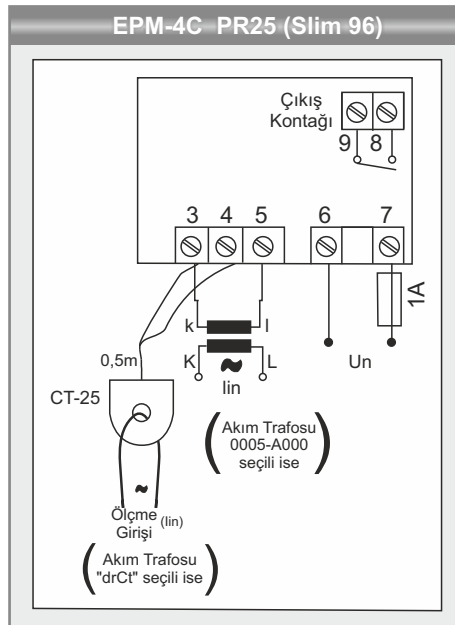 EPM-4C PR25 (Slim 96)
Çıkış
Kontağı
9 8
3 4 5 6 7
1A
k l
K L
Iin
Un
0,5m
CT-25
(Akım Trafosu
0005-A000
seçili ise)
Ölçme (Iin)
Girişi
(Akım Trafosu
"drCt" seçili ise)